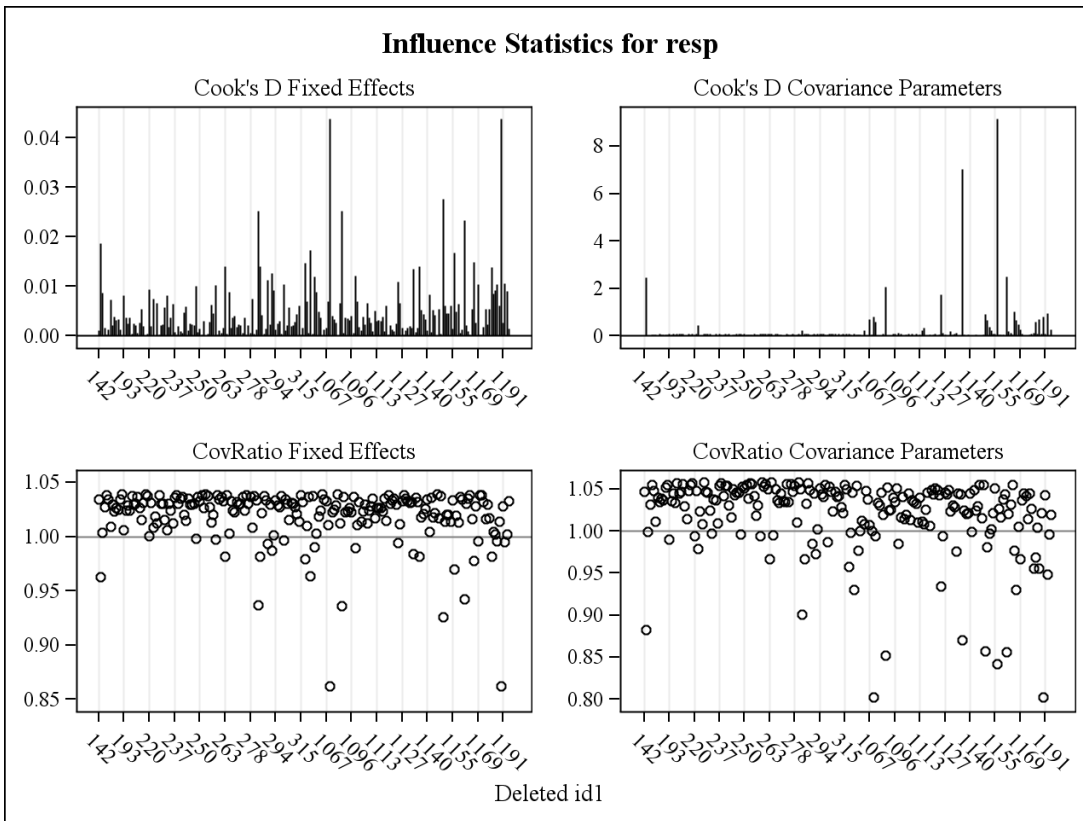 Influence Statistics for resp
Cook's D Fixed Effects
0.04
0.03
0.02
0.01
0.00
142 193 220 237 250 263 278 294 315 1067 1096 1113 1127 1140 1155 1169 1191
Cook's D Covariance Parameters
8
6
4
2
0
142 193 220 237 250 263 278 294 315 1067 1096 1113 1127 1140 1155 1169 1191
CovRatio Fixed Effects
1.05
1.00
0.95
0.90
0.85
142 193 220 237 250 263 278 294 315 1067 1096 1113 1127 1140 1155 1169 1191
CovRatio Covariance Parameters
1.05
1.00
0.95
0.90
0.85
0.80
142 193 220 237 250 263 278 294 315 1067 1096 1113 1127 1140 1155 1169 1191
Deleted id1